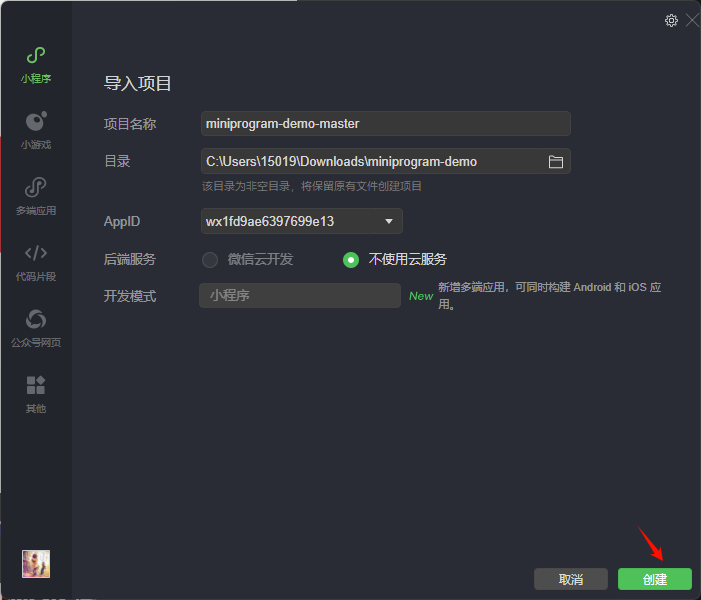 小程序
小游戏
多端应用
代码片段
公众号网页
其他
导入项目
项目名称 miniprogram-demo-master
目录 C:\Users\15019\Downloads\miniprogram-demo
该目录为非空目录，将保留原有文件创建项目
AppID wx1fd9ae6397699e13
后端服务 微信云开发 不使用云服务
开发模式 小程序 New 新增多端应用，可同时构建 Android 和 iOS 应
用。
取消 创建